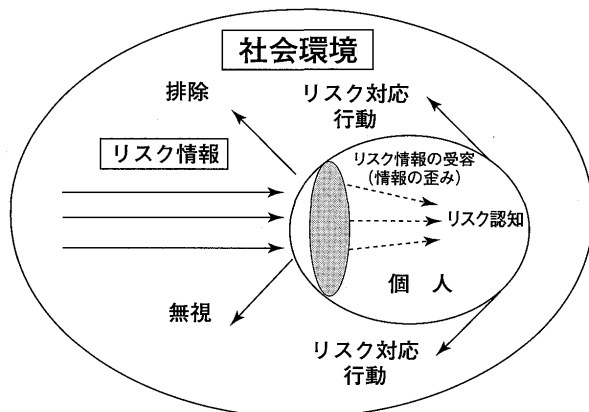 社会環境
排除
リスク対応
行動
リスク情報
リスク情報の受容
(情報の歪み)
リスク認知
個 人
無視
リスク対応
行動